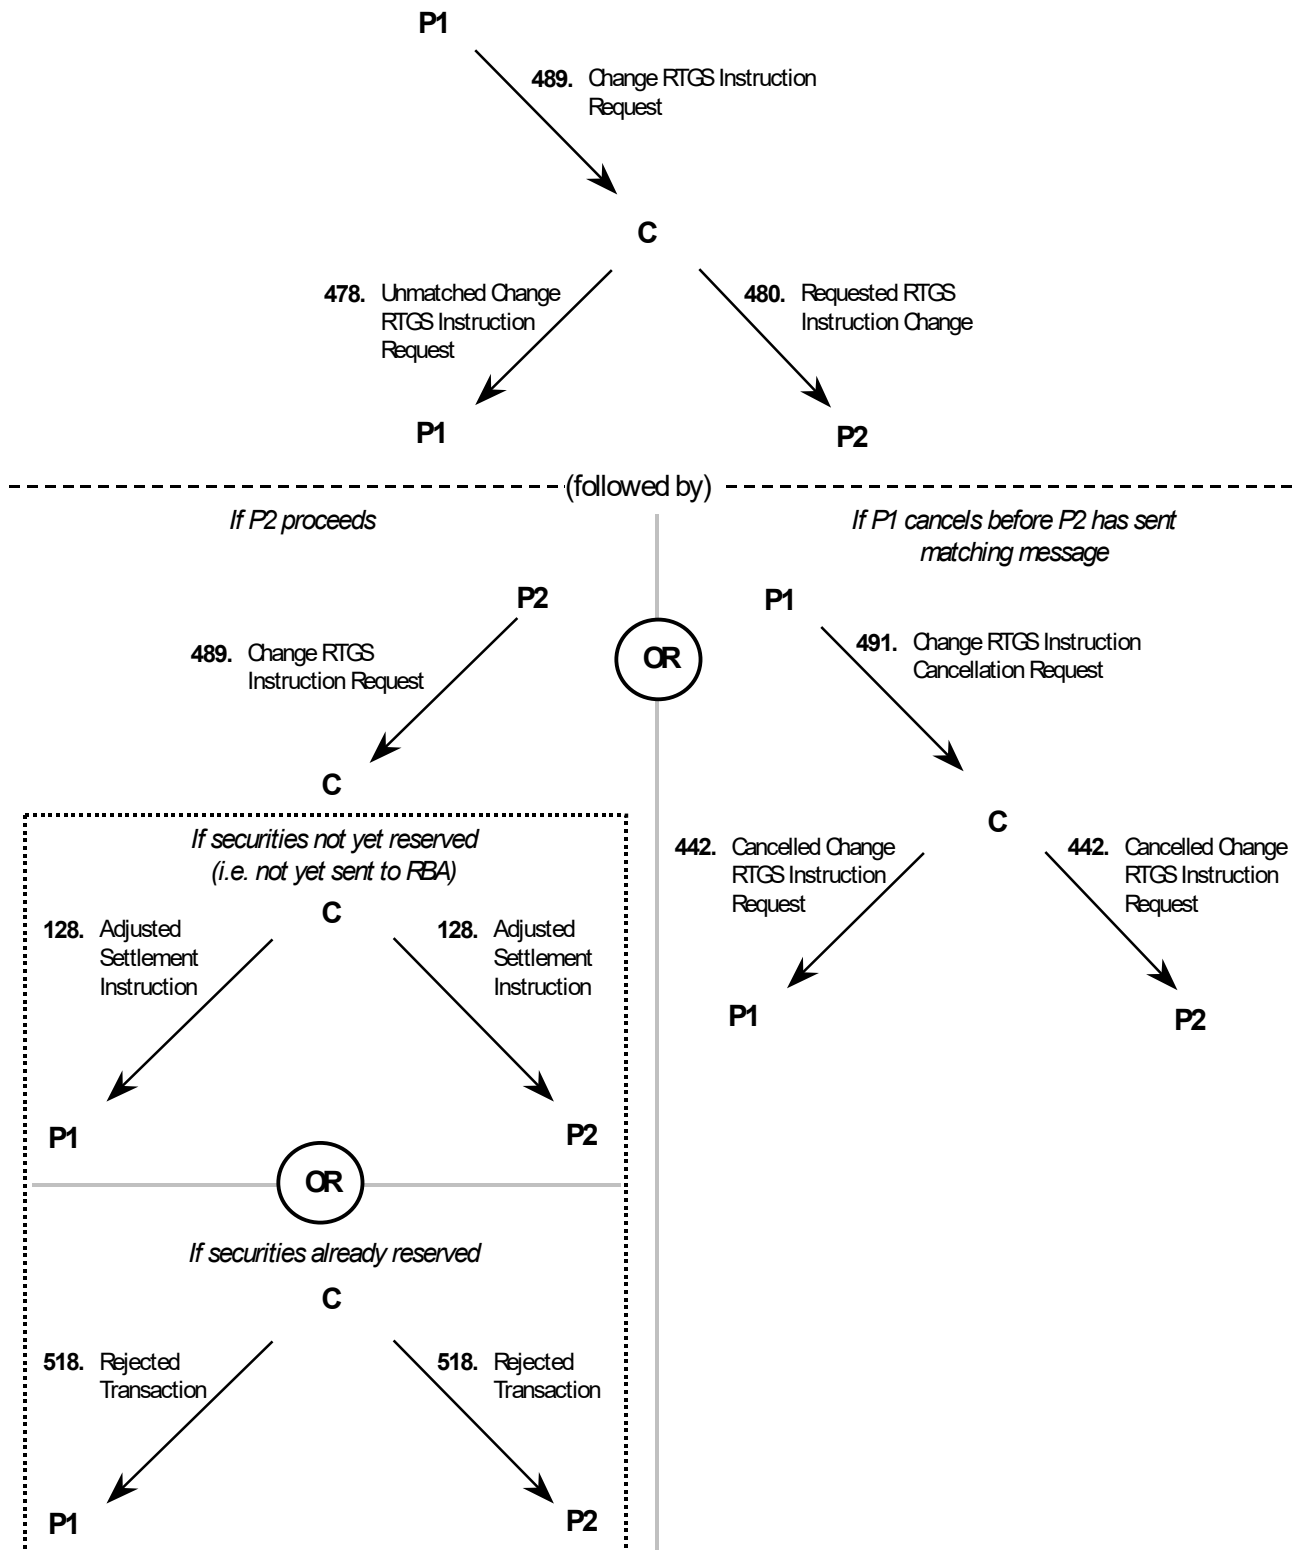 P1
489. Change RTGS Instruction
Request
C
478. Unmatched Change
RTGS Instruction
Request
480. Requested RTGS
Instruction Change
P1
P2
(followed by)
If P2 proceeds
P2
489. Change RTGS
Instruction Request
C
If securities not yet reserved
(i.e. not yet sent to RBA)
C
128. Adjusted
Settlement
Instruction
128. Adjusted
Settlement
Instruction
P1
P2
OR
If securities already reserved
C
518. Rejected
Transaction
518. Rejected
Transaction
P1
P2
OR
If P1 cancels before P2 has sent
matching message
P1
491. Change RTGS Instruction
Cancellation Request
C
442. Cancelled Change
RTGS Instruction
Request
442. Cancelled Change
RTGS Instruction
Request
P1
P2